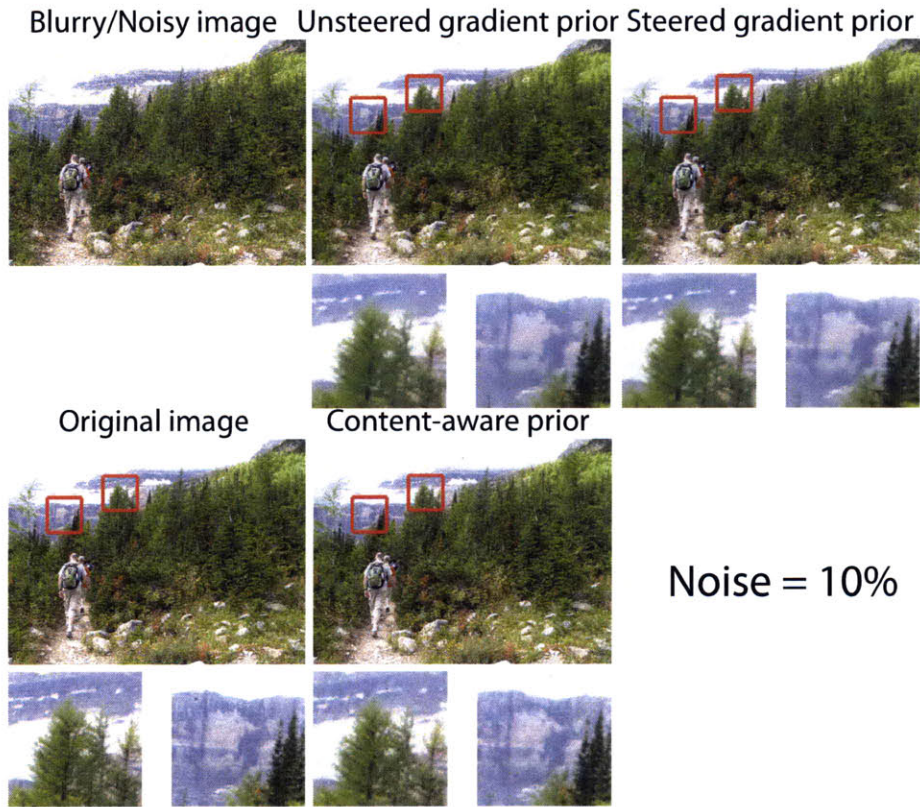 Blurry/Noisy image
Unsteered gradient prior
Steered gradient prior
Original image
Content-aware prior
Noise = 10%